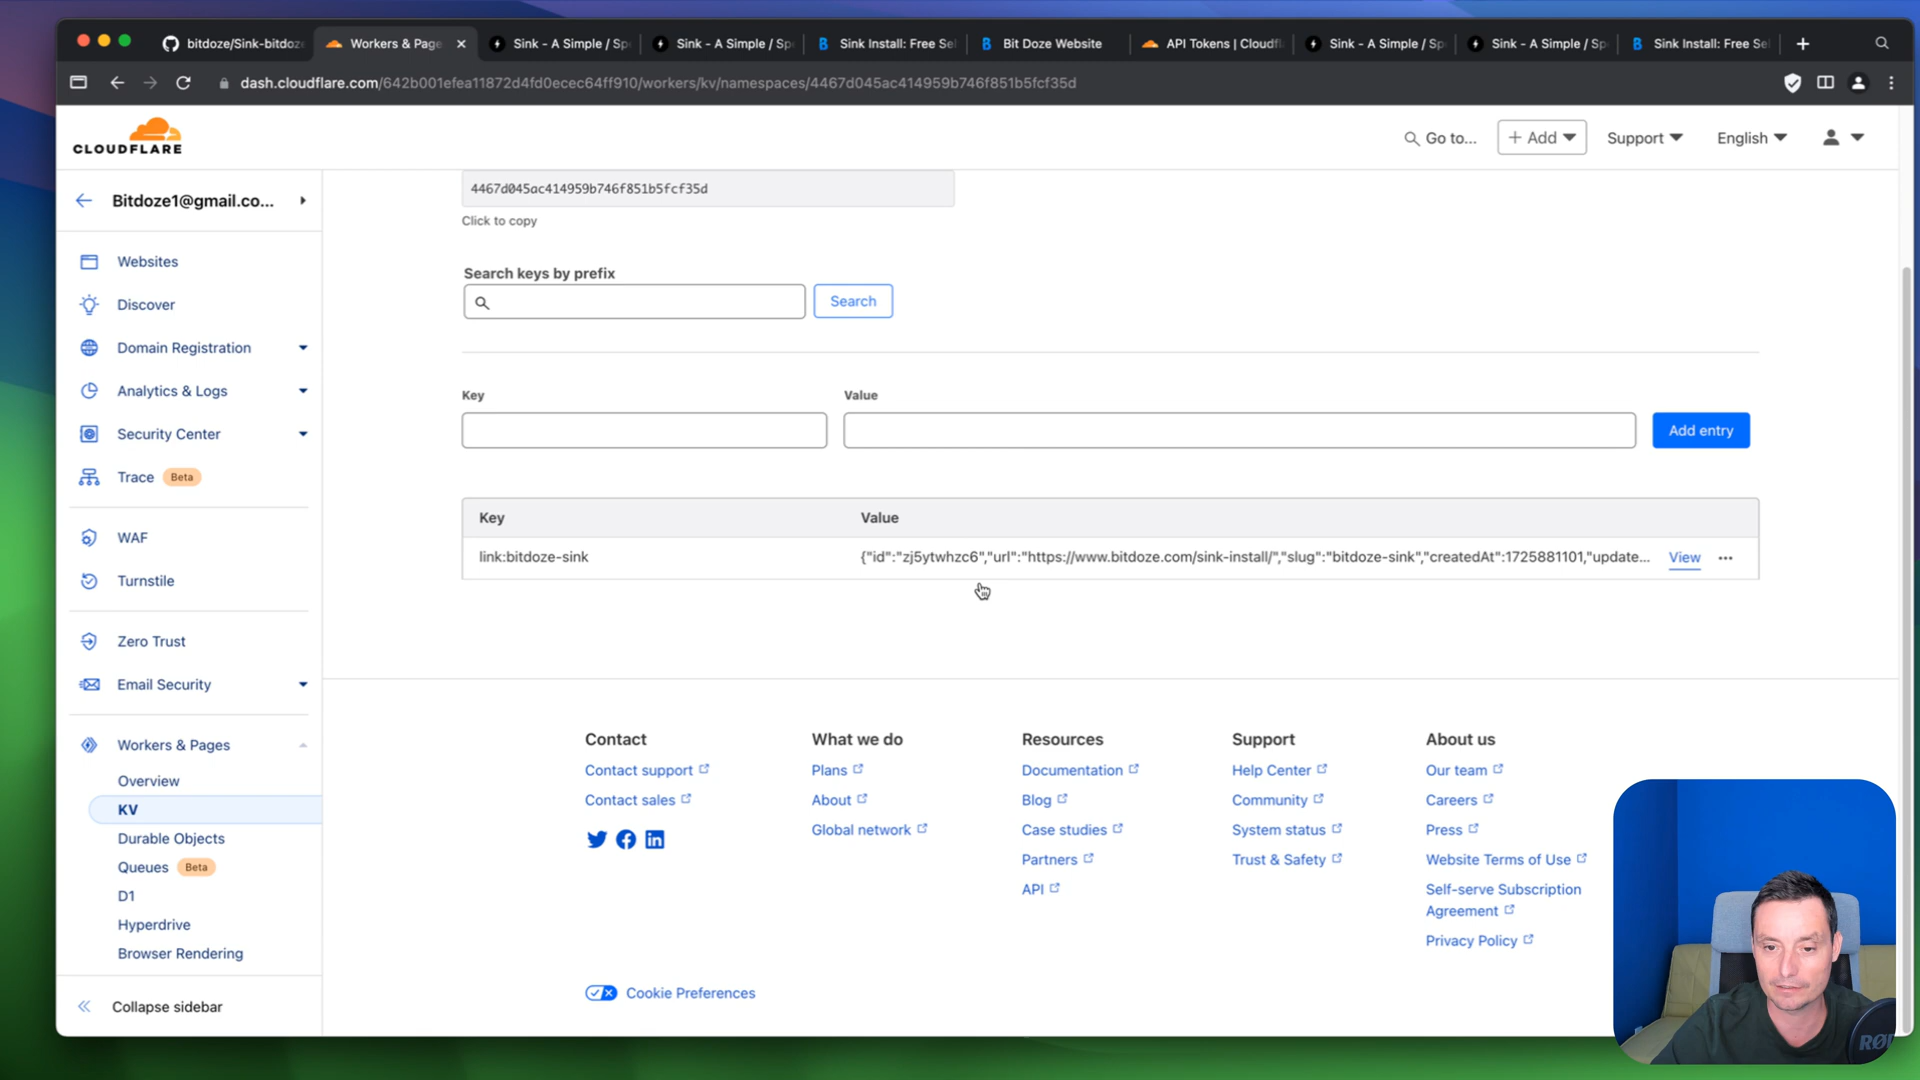 bitdoze/Sink-bitdoz
Workers & Page
Sink - A Simple / Sp
Sink - A Simple / Sp
Sink Install: Free Sel
Bit Doze Website
API Tokens | Cloudfl
Sink - A Simple / Sp
Sink - A Simple / Sp
Sink Install: Free Sel
dash.cloudflare.com/642b001efea11872d4fd0ecec64ff910/workers/kv/namespaces/4467d045ac414959b746f851b5fcf35d
CLOUDFLARE
Go to...
+ Add
Support
English
Bitdoze1@gmail.co...
Websites
Discover
Domain Registration
Analytics & Logs
Security Center
Trace Beta
WAF
Turnstile
Zero Trust
Email Security
Workers & Pages
Overview
KV
Durable Objects
Queues Beta
D1
Hyperdrive
Browser Rendering
Collapse sidebar
4467d045ac414959b746f851b5fcf35d
Click to copy
Search keys by prefix
Search
Key
Value
Add entry
Key
Value
link:bitdoze-sink
{"id":"zj5ytwhzc6","url":"https://www.bitdoze.com/sink-install/","slug":"bitdoze-sink","createdAt":1725881101,"update...
View
Contact
Contact support
Contact sales
What we do
Plans
About
Global network
Resources
Documentation
Blog
Case studies
Partners
API
Support
Help Center
Community
System status
Trust & Safety
About us
Our team
Careers
Press
Website Terms of Use
Self-serve Subscription
Agreement
Privacy Policy
Cookie Preferences